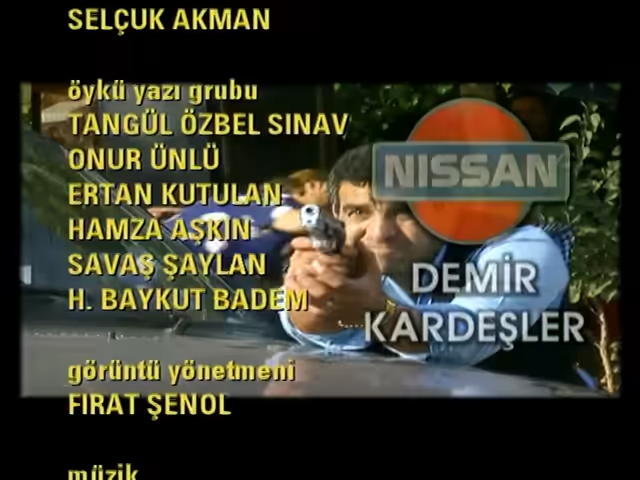 SELÇUK AKMAN
öykü yazı grubu
TANGÜL ÖZBEL SINAV
ONUR ÜNLÜ
ERTAN KUTULAN
HAMZA AŞKIN
SAVAŞ ŞAYLAN
H. BAYKUT BADEM
görüntü yönetmeni
FIRAT ŞENOL
müzik
NISSAN
DEMİR
KARDEŞLER